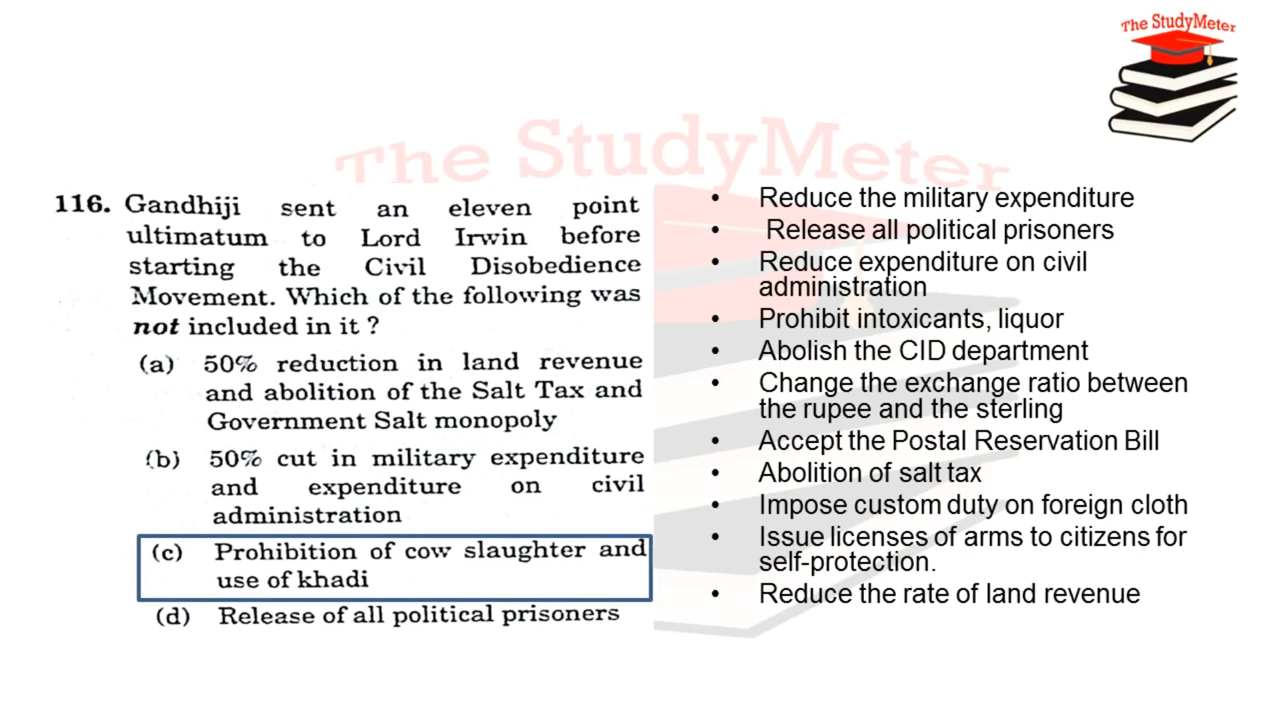 The StudyMeter
The StudyMeter
116. Gandhiji sent an eleven point
ultimatum to Lord Irwin before
starting the Civil Disobedience
Movement. Which of the following was
not included in it ?
(a) 50% reduction in land revenue
and abolition of the Salt Tax and
Government Salt monopoly
(b) 50% cut in military expenditure
and expenditure on civil
administration
(c) Prohibition of cow slaughter and
use of khadi
(d) Release of all political prisoners
• Reduce the military expenditure
• Release all political prisoners
• Reduce expenditure on civil
administration
• Prohibit intoxicants, liquor
• Abolish the CID department
• Change the exchange ratio between
the rupee and the sterling
• Accept the Postal Reservation Bill
• Abolition of salt tax
• Impose custom duty on foreign cloth
• Issue licenses of arms to citizens for
self-protection.
• Reduce the rate of land revenue